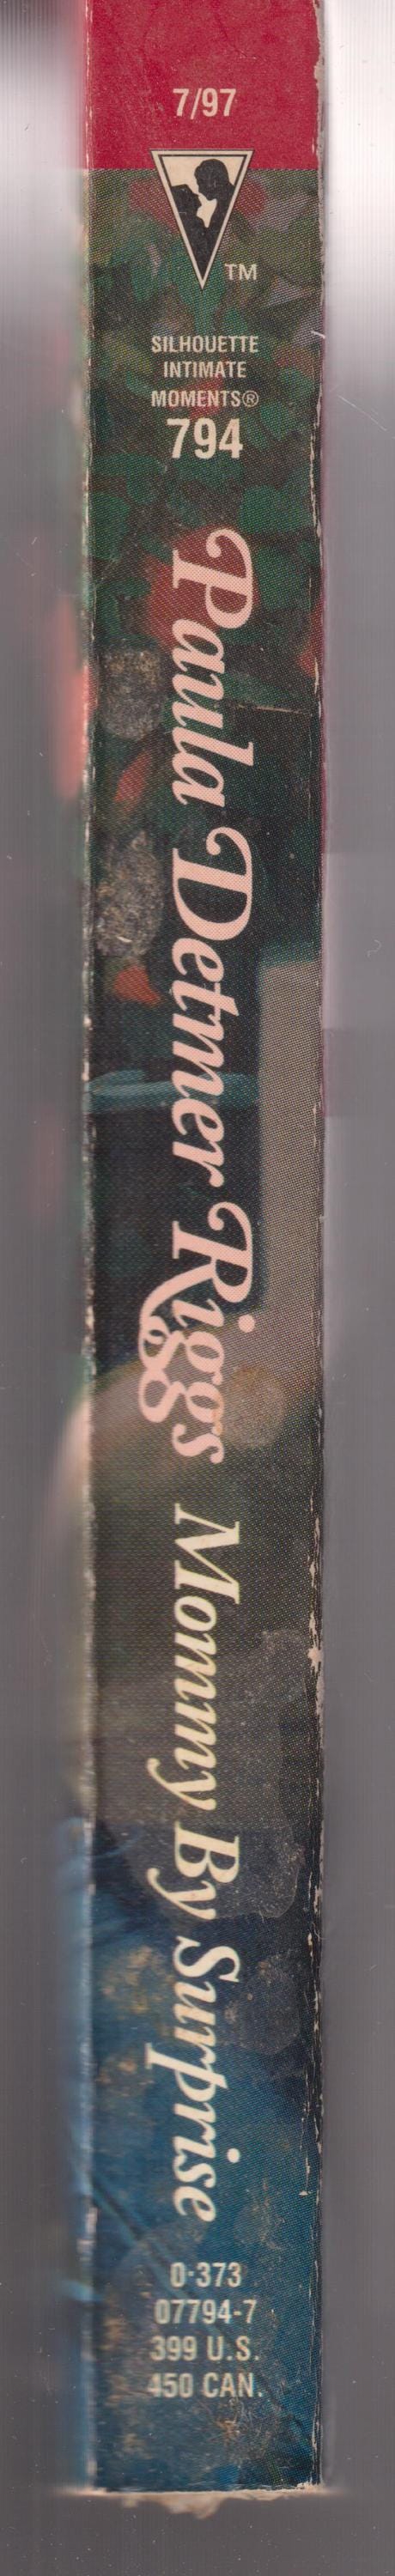 7/97
TM
SILHOUETTE
INTIMATE
MOMENTS®
794
Paula Detmer Riggs Mommy By Surprise
0-373
07794-7
399 U.S.
450 CAN.